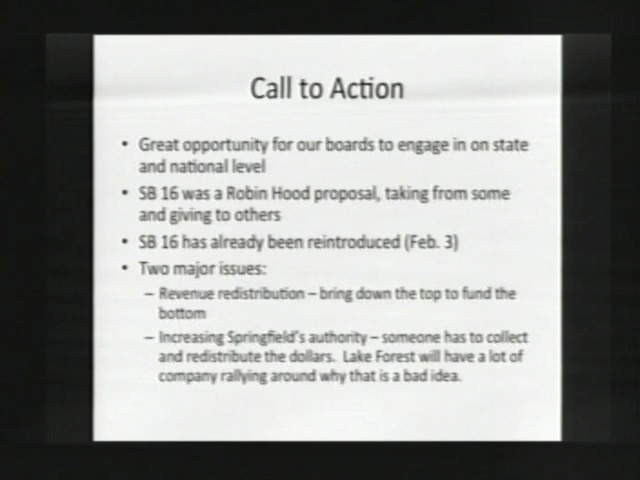 Call to Action
• Great opportunity for our boards to engage in on state
and national level
• SB 16 was a Robin Hood proposal, taking from some
and giving to others
• SB 16 has already been reintroduced (Feb. 3)
• Two major issues:
– Revenue redistribution – bring down the top to fund the
bottom
– Increasing Springfield's authority – someone has to collect
and redistribute the dollars. Lake Forest will have a lot of
company rallying around why that is a bad idea.